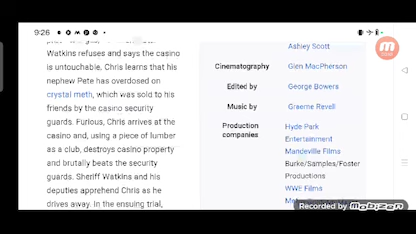 9:26
Watkins refuses and says the casino
is untouchable, Chris learns that his
nephew Pete has overdosed on
crystal meth, which was sold to his
friends by the casino security
guards. Furious, Chris arrives at the
casino and, using a piece of lumber
as a club, destroys casino property
and brutally beats the security
guards. Sheriff Watkins and his
deputies apprehend Chris as he
drives away. In the ensuing trial,
Ashley Scott
Cinematography Glen MacPherson
Edited by George Bowers
Music by Graeme Revell
Production companies
Hyde Park
Entertainment
Mandeville Films
Burke/Samples/Foster
Productions
WWE Films
Recorded by Mobizen